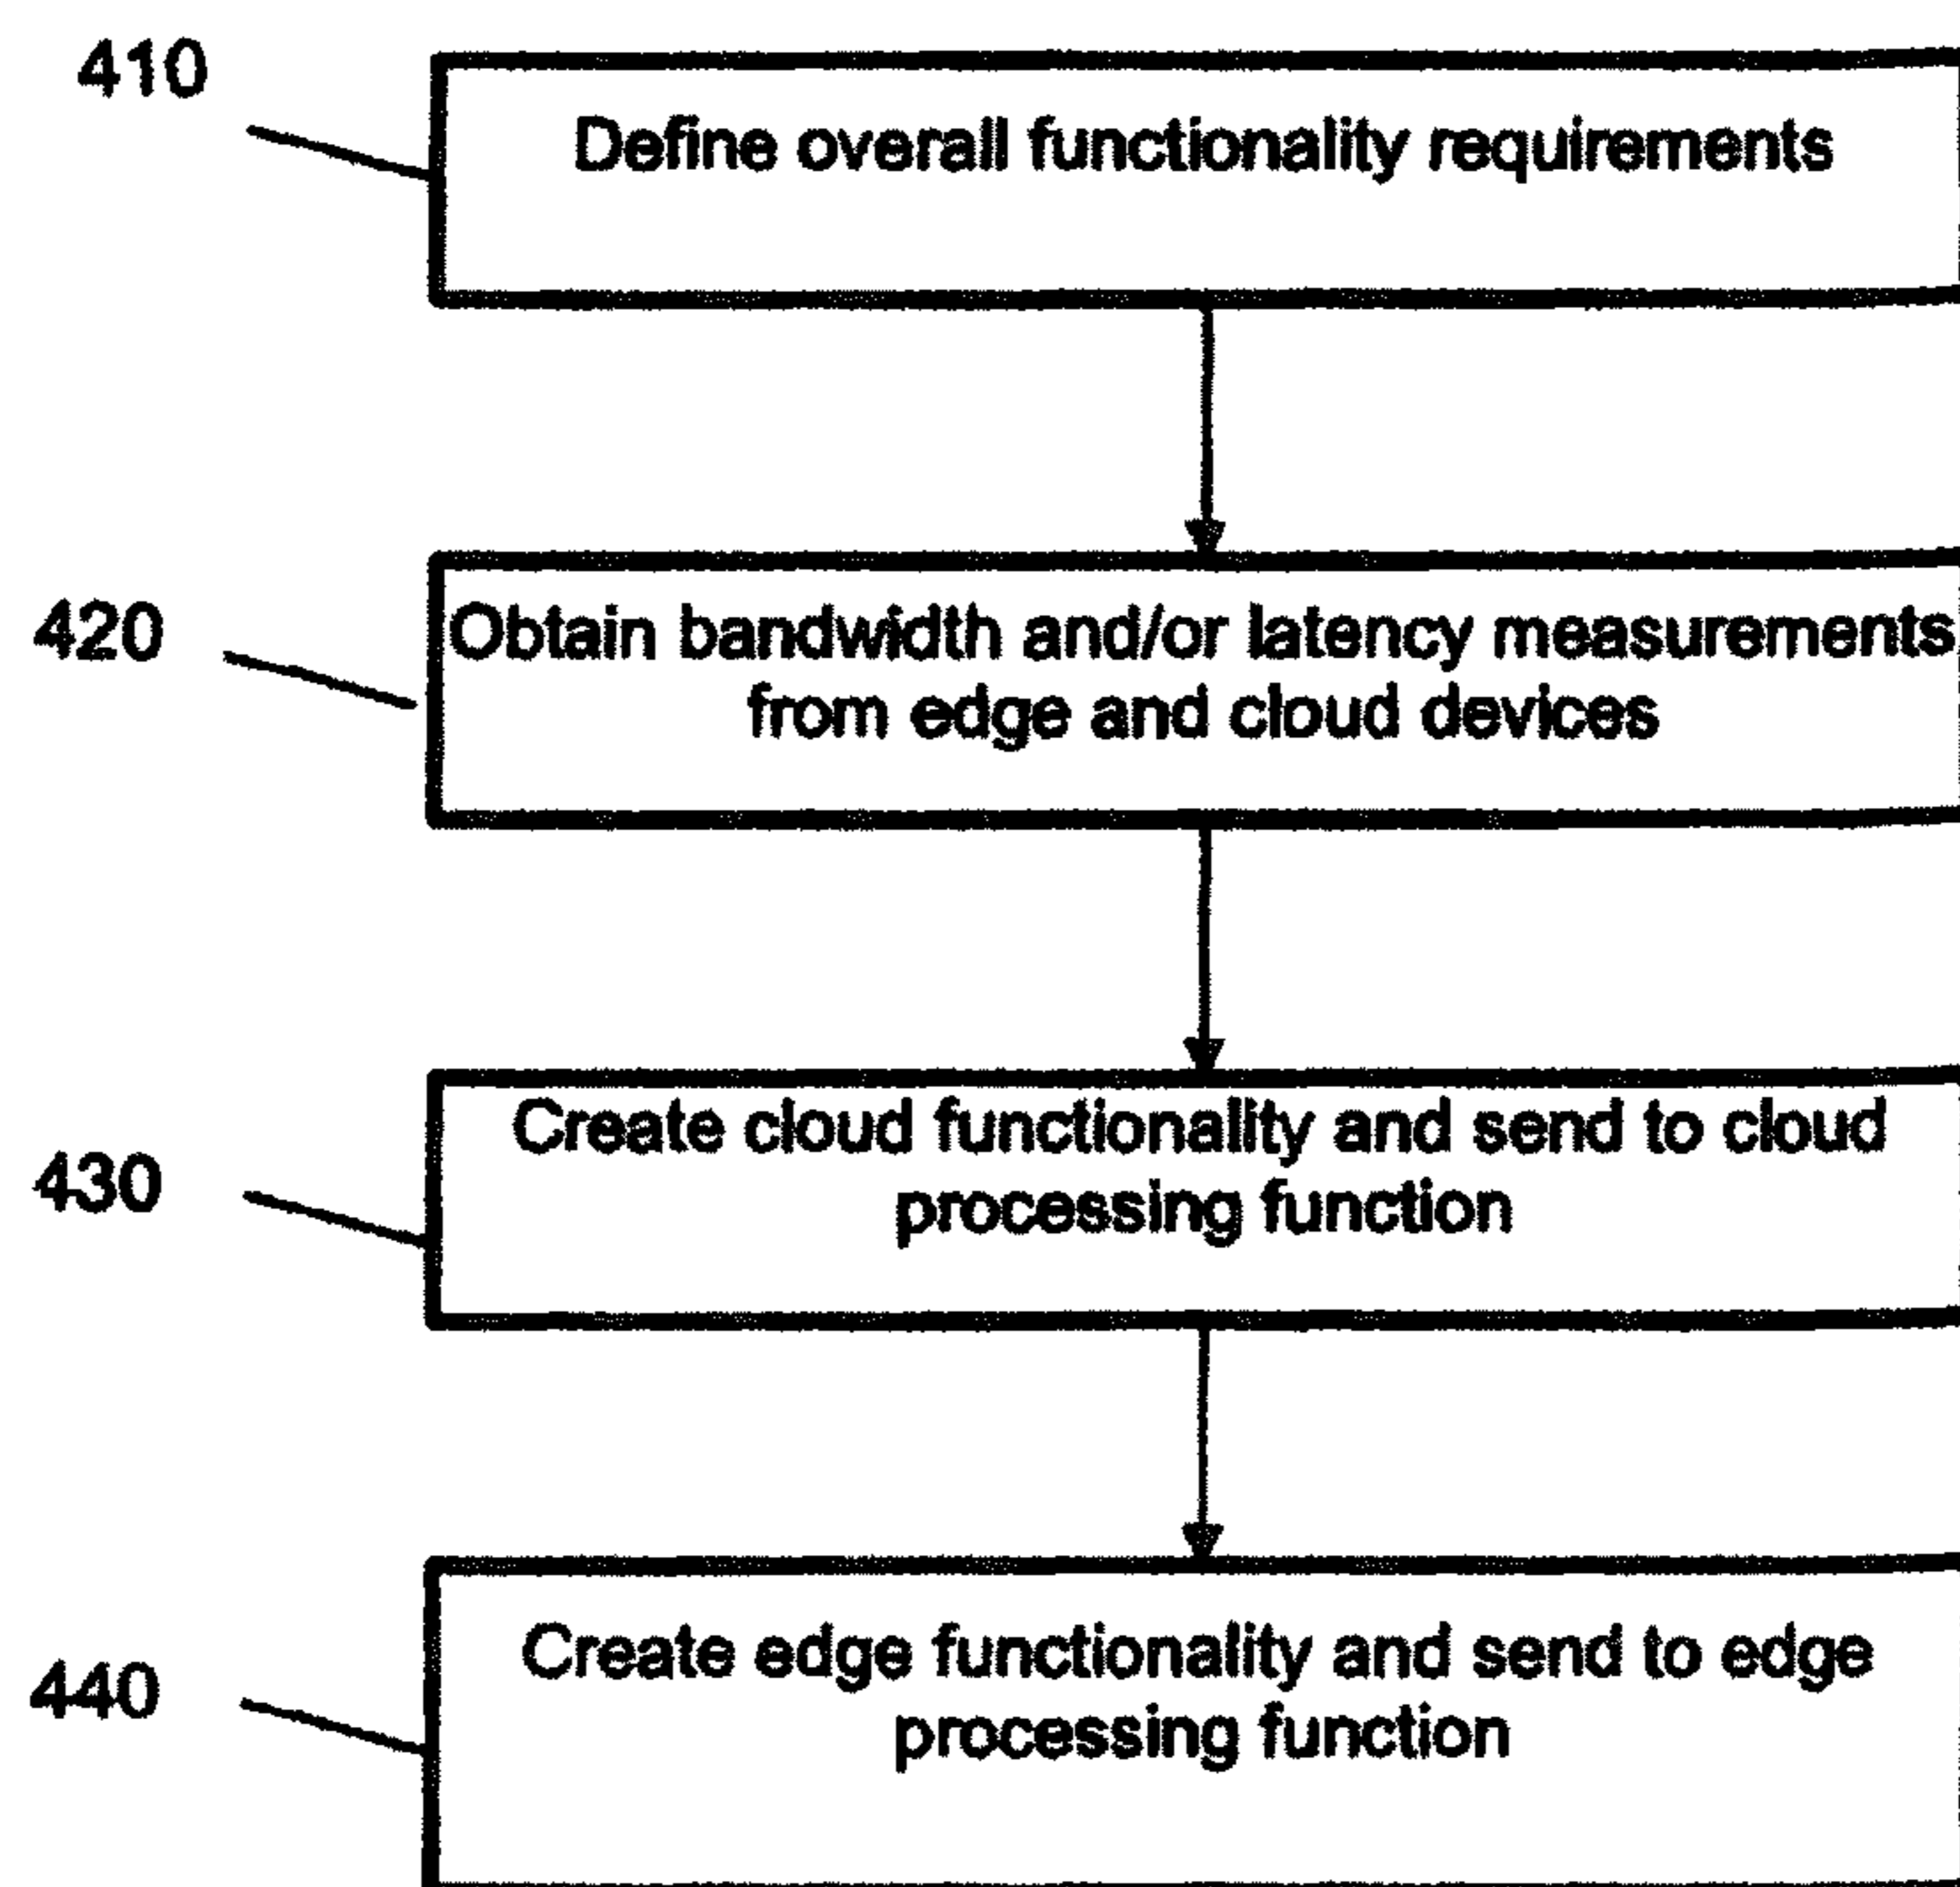 410
Define overall functionality requirements
420
Obtain bandwidth and/or latency measurements
from edge and cloud devices
430
Create cloud functionality and send to cloud
processing function
440
Create edge functionality and send to edge
processing function